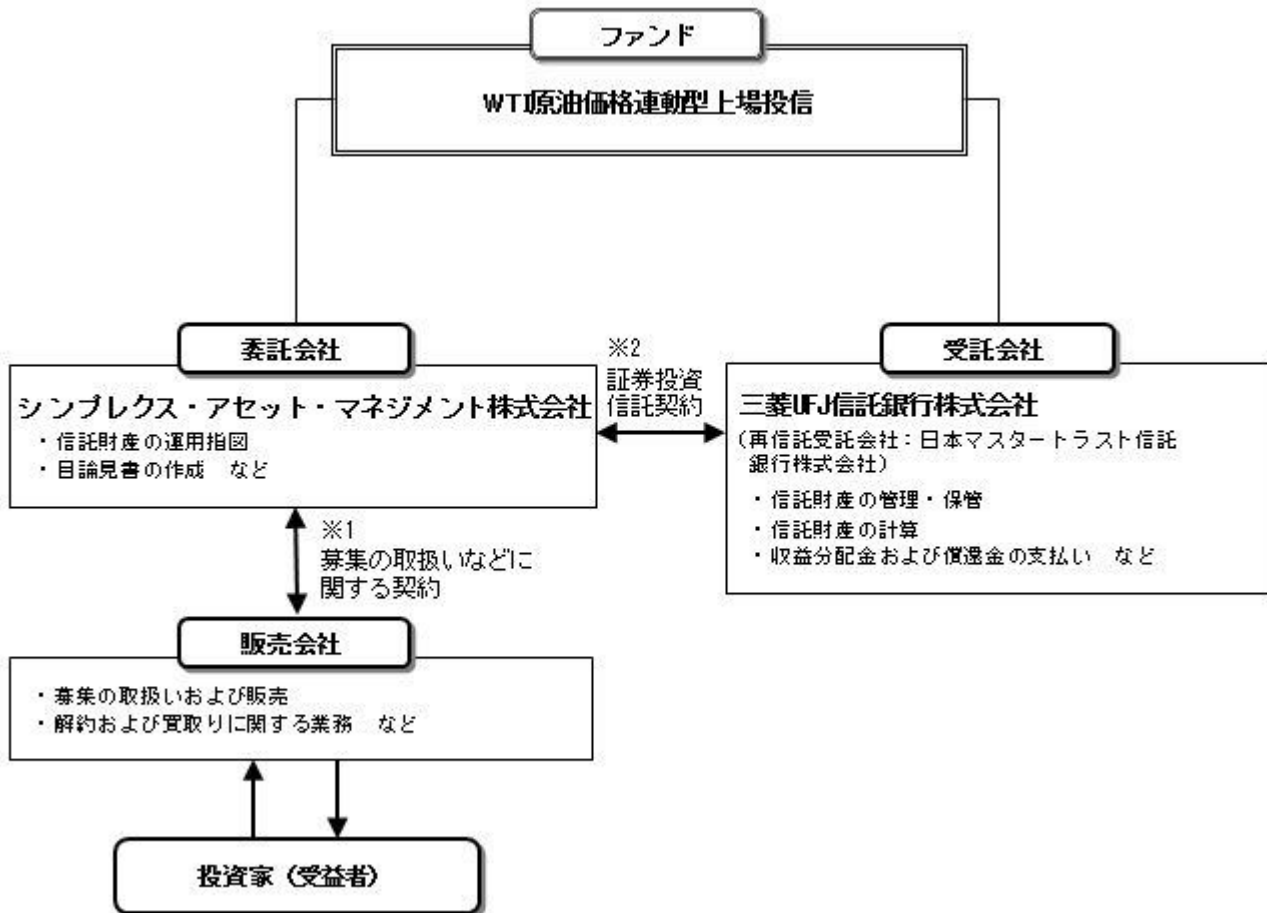 ファンド
WTI原油価格連動型上場投信
委託会社
シンプレクス・アセット・マネジメント株式会社
・信託財産の運用指図
・目論見書の作成 など
※2
証券投資
信託契約
受託会社
三菱UFJ信託銀行株式会社
(再信託受託会社：日本マスタートラスト信託
銀行株式会社)
・信託財産の管理・保管
・信託財産の計算
・収益分配金および償還金の支払い など
※1
募集の取扱いなどに
関する契約
販売会社
・募集の取扱いおよび販売
・解約および買取りに関する業務 など
投資家（受益者）